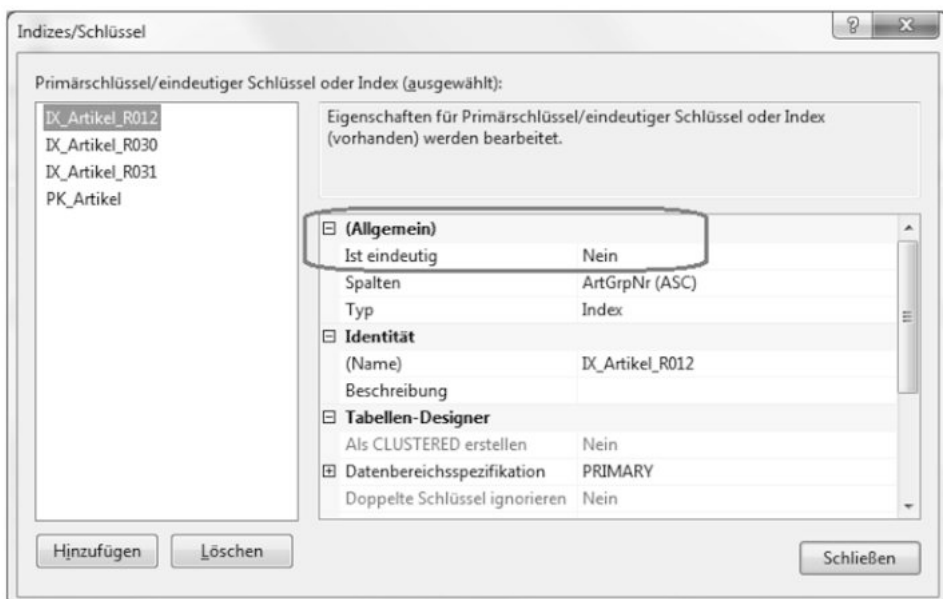 Indizes/Schlüssel
Primärschlüssel/eindeutiger Schlüssel oder Index (ausgewählt):
IX_Artikel_R012
IX_Artikel_R030
IX_Artikel_R031
PK_Artikel
Eigenschaften für Primärschlüssel/eindeutiger Schlüssel oder Index
(vorhanden) werden bearbeitet.
(Allgemein)
Ist eindeutig Nein
Spalten ArtGrpNr (ASC)
Typ Index
Identität
(Name) IX_Artikel_R012
Beschreibung
Tabellen-Designer
Als CLUSTERED erstellen Nein
Datenbereichsspezifikation PRIMARY
Doppelte Schlüssel ignorieren Nein
Hinzufügen Löschen
Schließen